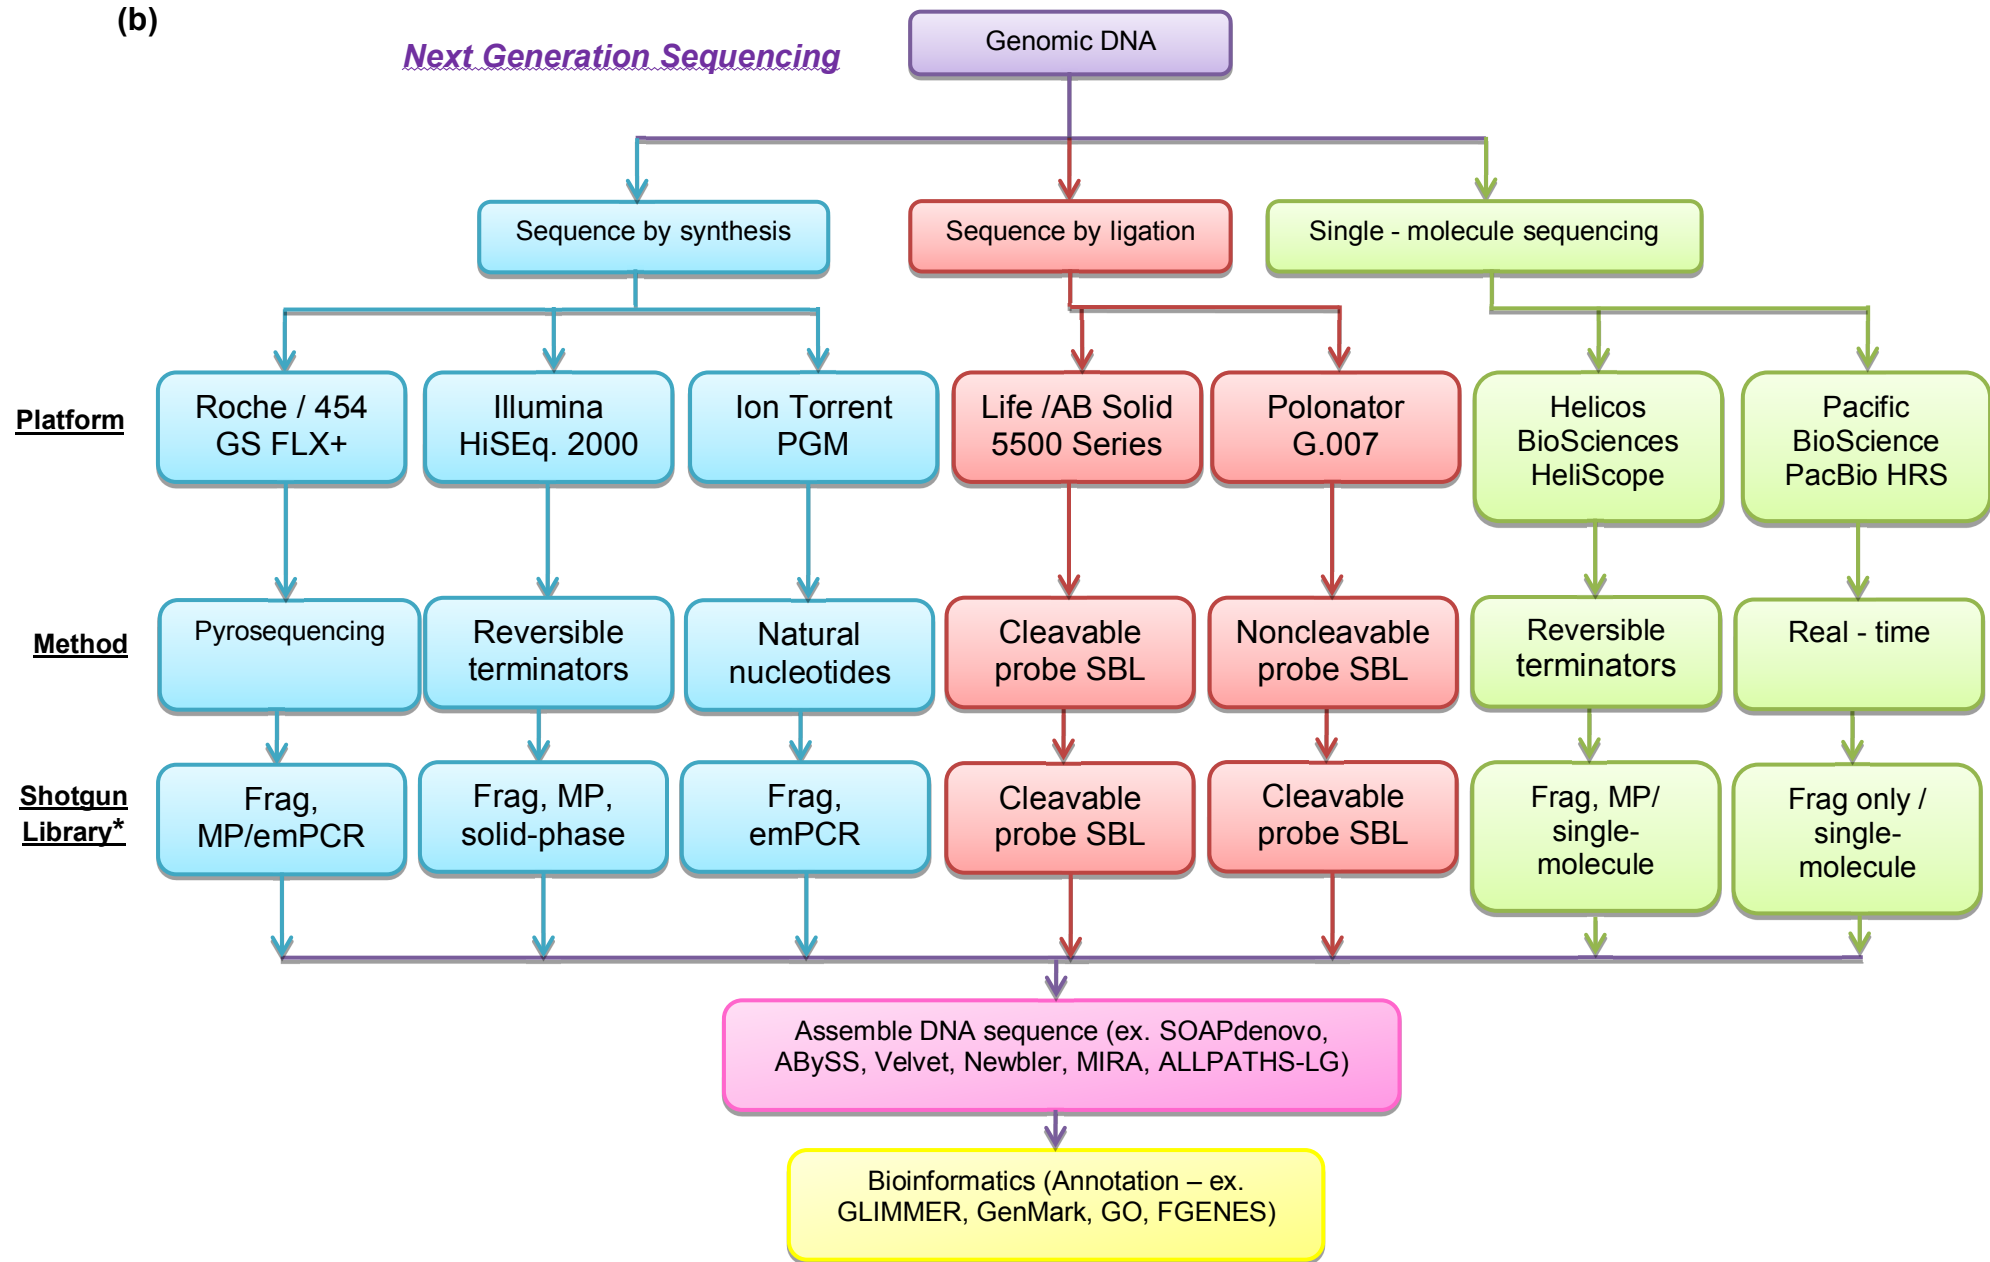 (b)
Next Generation Sequencing
Genomic DNA
Sequence by synthesis
Sequence by ligation
Single - molecule sequencing
Platform
Roche / 454
GS FLX+
Illumina
HiSEq. 2000
Ion Torrent
PGM
Life /AB Solid
5500 Series
Polonator
G.007
Helicos
BioSciences
HeliScope
Pacific
BioScience
PacBio HRS
Method
Pyrosequencing
Reversible
terminators
Natural
nucleotides
Cleavable
probe SBL
Noncleavable
probe SBL
Reversible
terminators
Real - time
Shotgun
Library*
Frag,
MP/emPCR
Frag, MP,
solid-phase
Frag,
emPCR
Cleavable
probe SBL
Cleavable
probe SBL
Frag, MP/
single-
molecule
Frag only /
single-
molecule
Assemble DNA sequence (ex. SOAPdenovo,
ABySS, Velvet, Newbler, MIRA, ALLPATHS-LG)
Bioinformatics (Annotation – ex.
GLIMMER, GenMark, GO, FGENES)